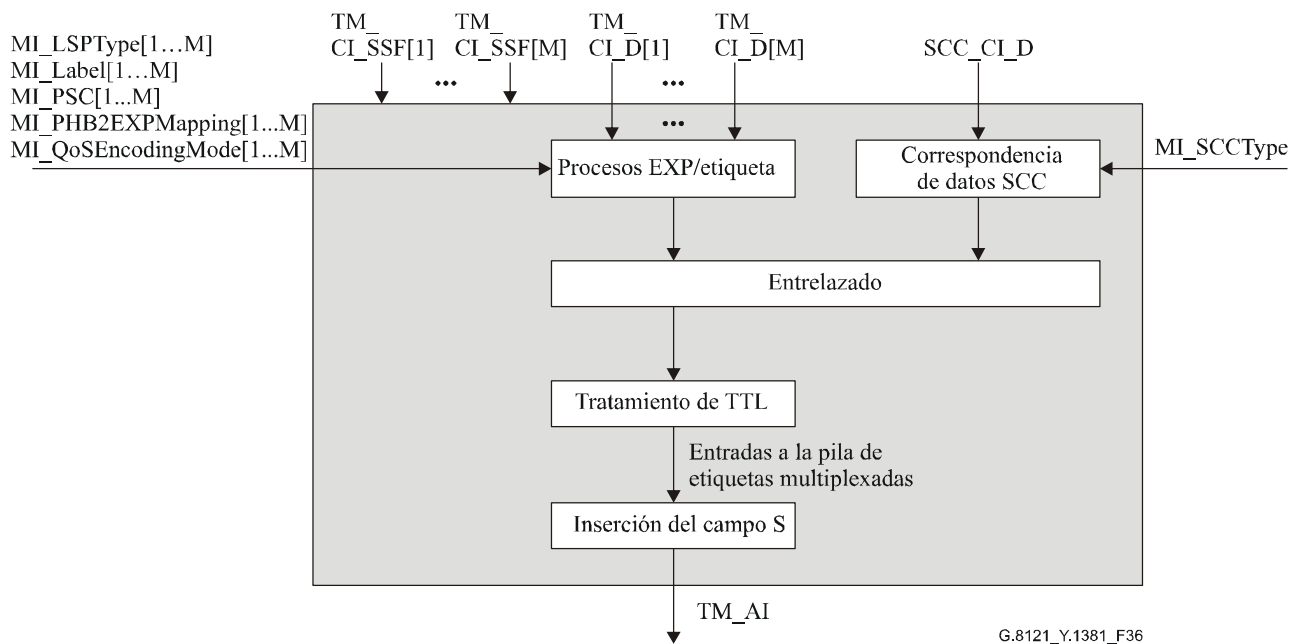 MI_LSPType[1…M]
MI_Label[1…M]
MI_PSC[1...M]
MI_PHB2EXPMapping[1...M]
MI_QoSEncodingMode[1...M]
TM_
CI_SSF[1]
TM_
CI_SSF[M]
TM_
CI_D[1]
TM_
CI_D[M]
SCC_CI_D
...
...
...
Procesos EXP/etiqueta
Correspondencia
de datos SCC
MI_SCCType
Entrelazado
Tratamiento de TTL
Entradas a la pila de
etiquetas multiplexadas
Inserción del campo S
TM_AI
G.8121_Y.1381_F36